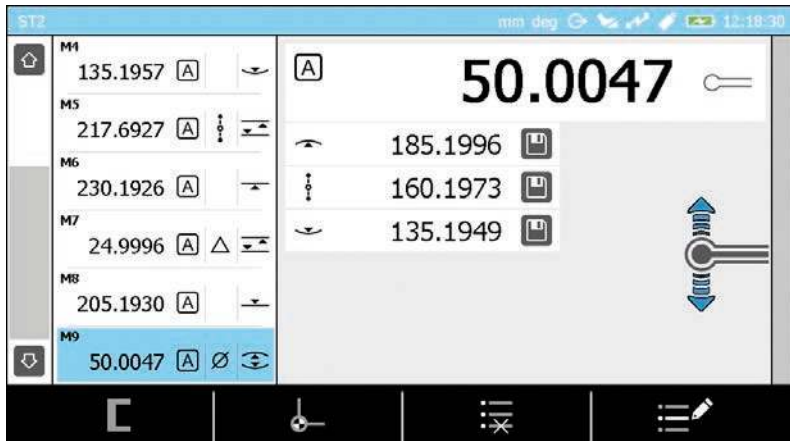 ST2 mm deg 12:18:30
M4
135.1957 A
M5
217.6927 A
M6
230.1926 A
M7
24.9996 A
M8
205.1930 A
M9
50.0047 A Ø
A 50.0047
185.1996
160.1973
135.1949